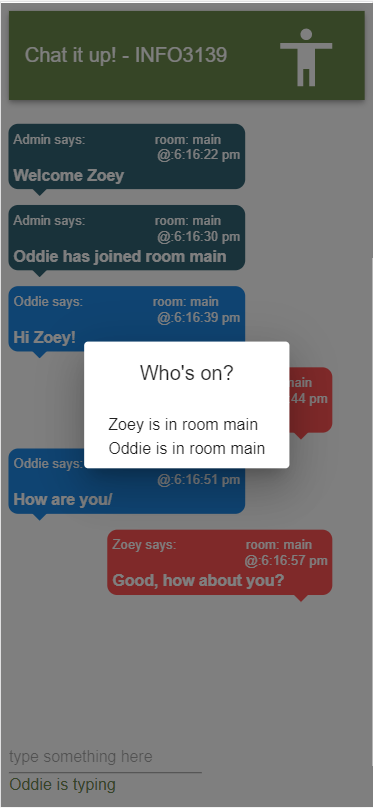 Chat it up! - INFO3139
Admin says: room: main
@:6:16:22 pm
Welcome Zoey
Admin says: room: main
@:6:16:30 pm
Oddie has joined room main
Oddie says: room: main
@:6:16:39 pm
Hi Zoey!
Who's on?
Zoey is in room main
Oddie is in room main
main
:44 pm
Oddie says:
@:6:16:51 pm
How are you/
Zoey says: room: main
@:6:16:57 pm
Good, how about you?
type something here
Oddie is typing